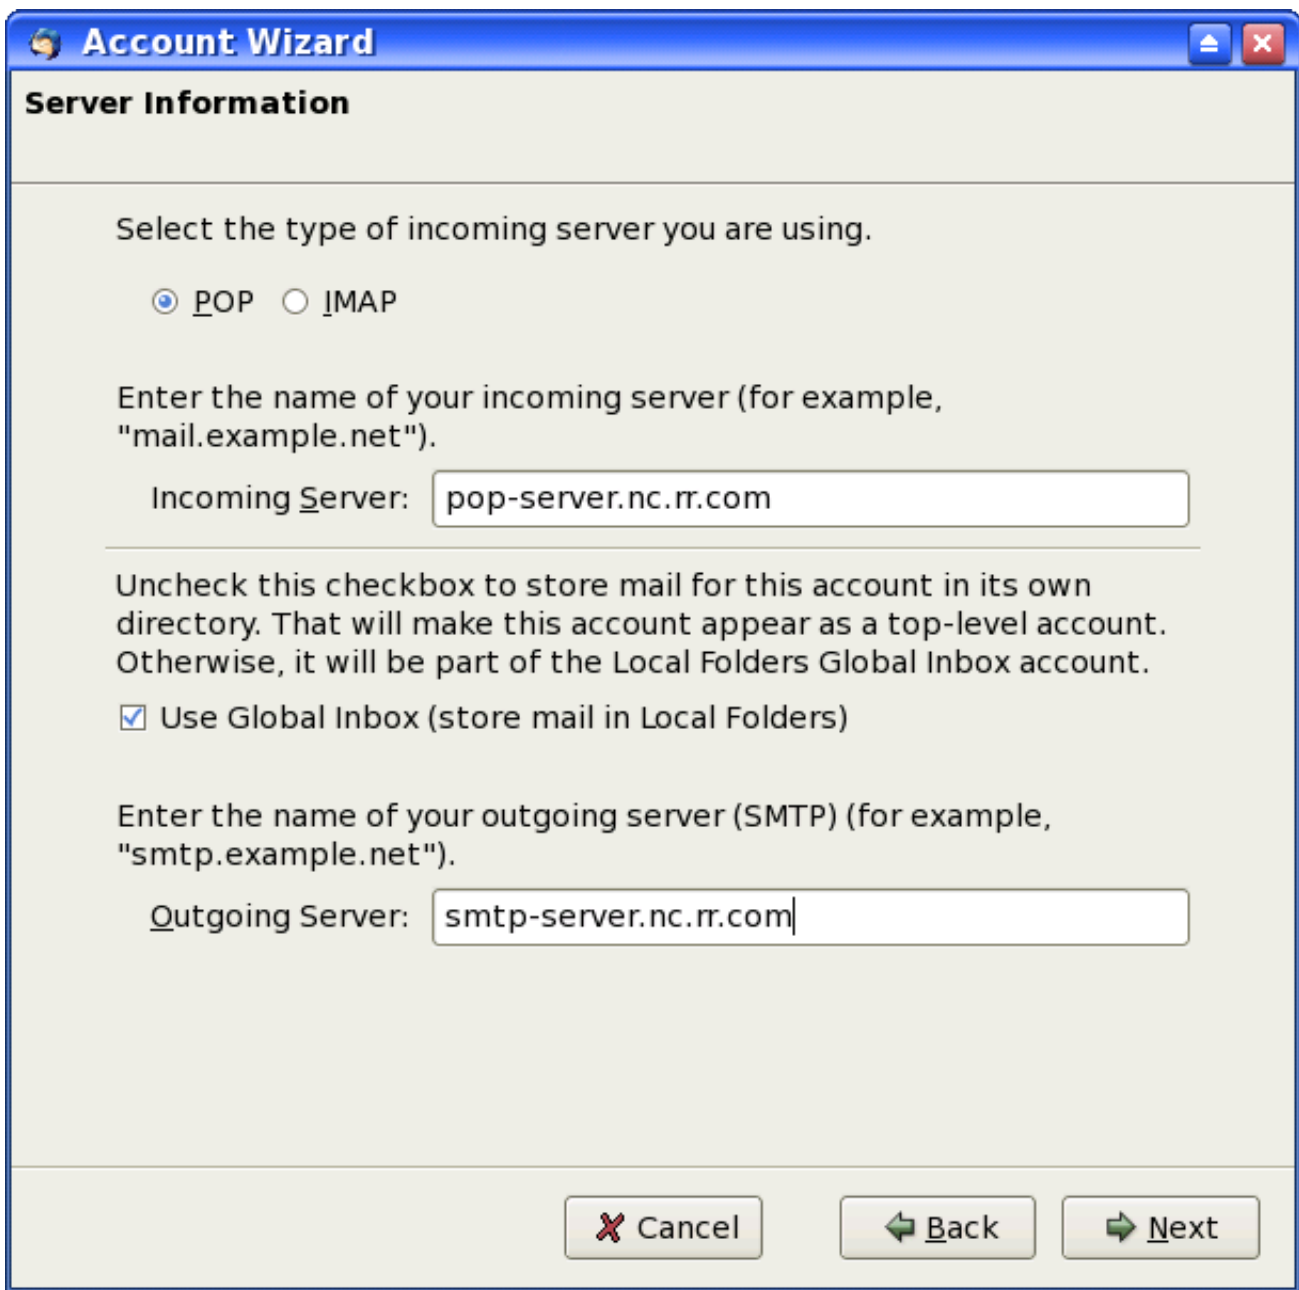 Account Wizard
Server Information
Select the type of incoming server you are using.
POP IMAP
Enter the name of your incoming server (for example,
"mail.example.net").
Incoming Server: pop-server.nc.rr.com
Uncheck this checkbox to store mail for this account in its own
directory. That will make this account appear as a top-level account.
Otherwise, it will be part of the Local Folders Global Inbox account.
Use Global Inbox (store mail in Local Folders)
Enter the name of your outgoing server (SMTP) (for example,
"smtp.example.net").
Outgoing Server: smtp-server.nc.rr.com
Cancel Back Next